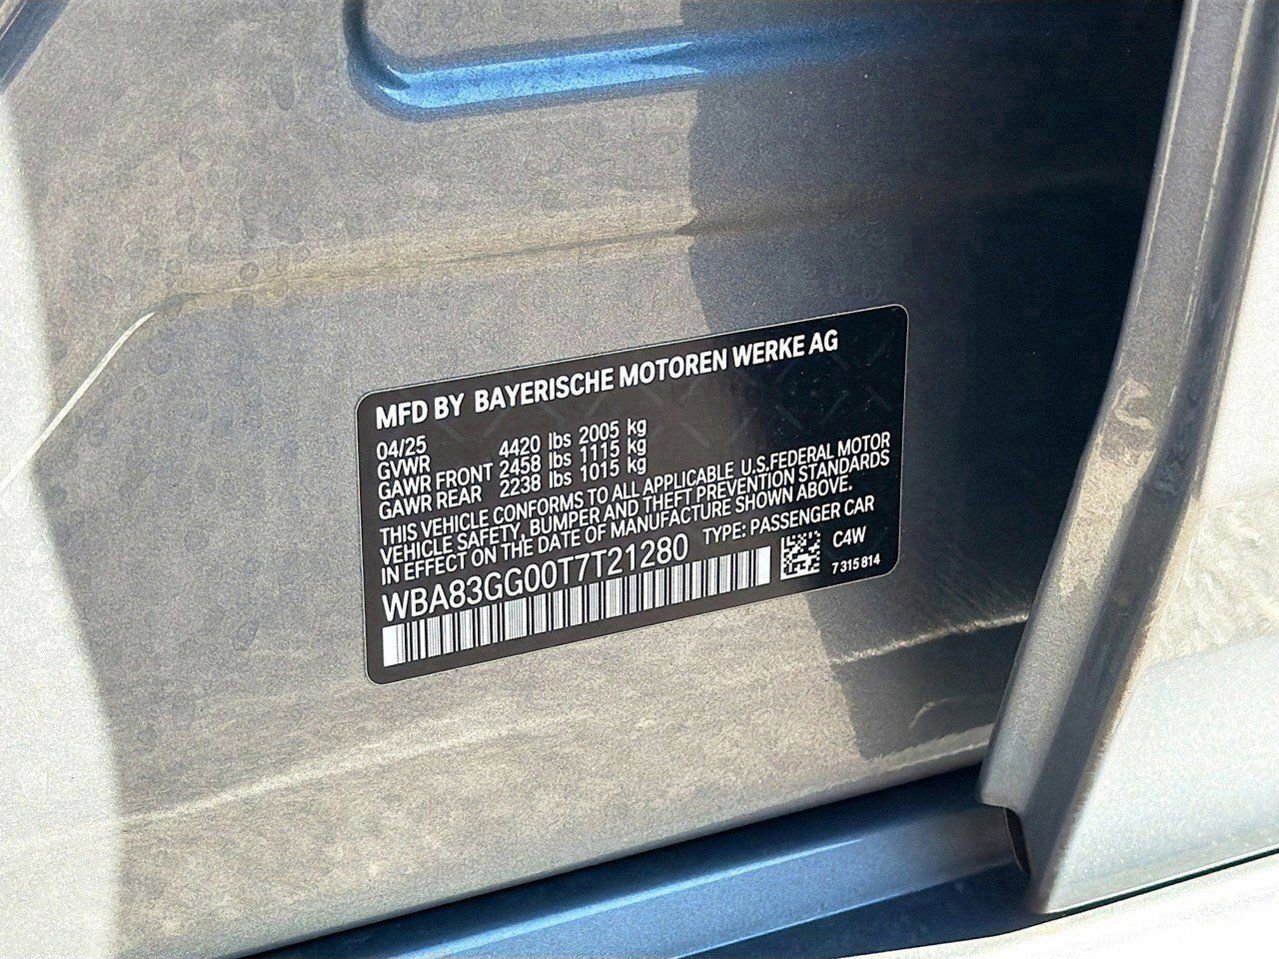 MFD BY BAYERISCHE MOTOREN WERKE AG
04/25
GVWR 4420 lbs 2005 kg
GAWR FRONT 2458 lbs 1115 kg
GAWR REAR 2238 lbs 1015 kg
THIS VEHICLE CONFORMS TO ALL APPLICABLE U.S.FEDERAL MOTOR
VEHICLE SAFETY, BUMPER AND THEFT PREVENTION STANDARDS
IN EFFECT ON THE DATE OF MANUFACTURE SHOWN ABOVE.
WBA83GG00T7T21280 TYPE: PASSENGER CAR
C4W
7 315 814